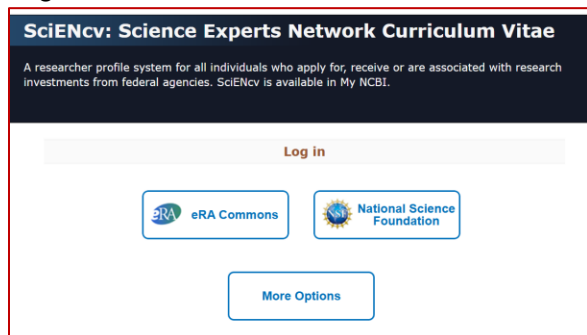 SciENcv: Science Experts Network Curriculum Vitae
A researcher profile system for all individuals who apply for, receive or are associated with research
investments from federal agencies. SciENcv is available in My NCBI.
Log in
eRA eRA Commons
NSF National Science
Foundation
More Options